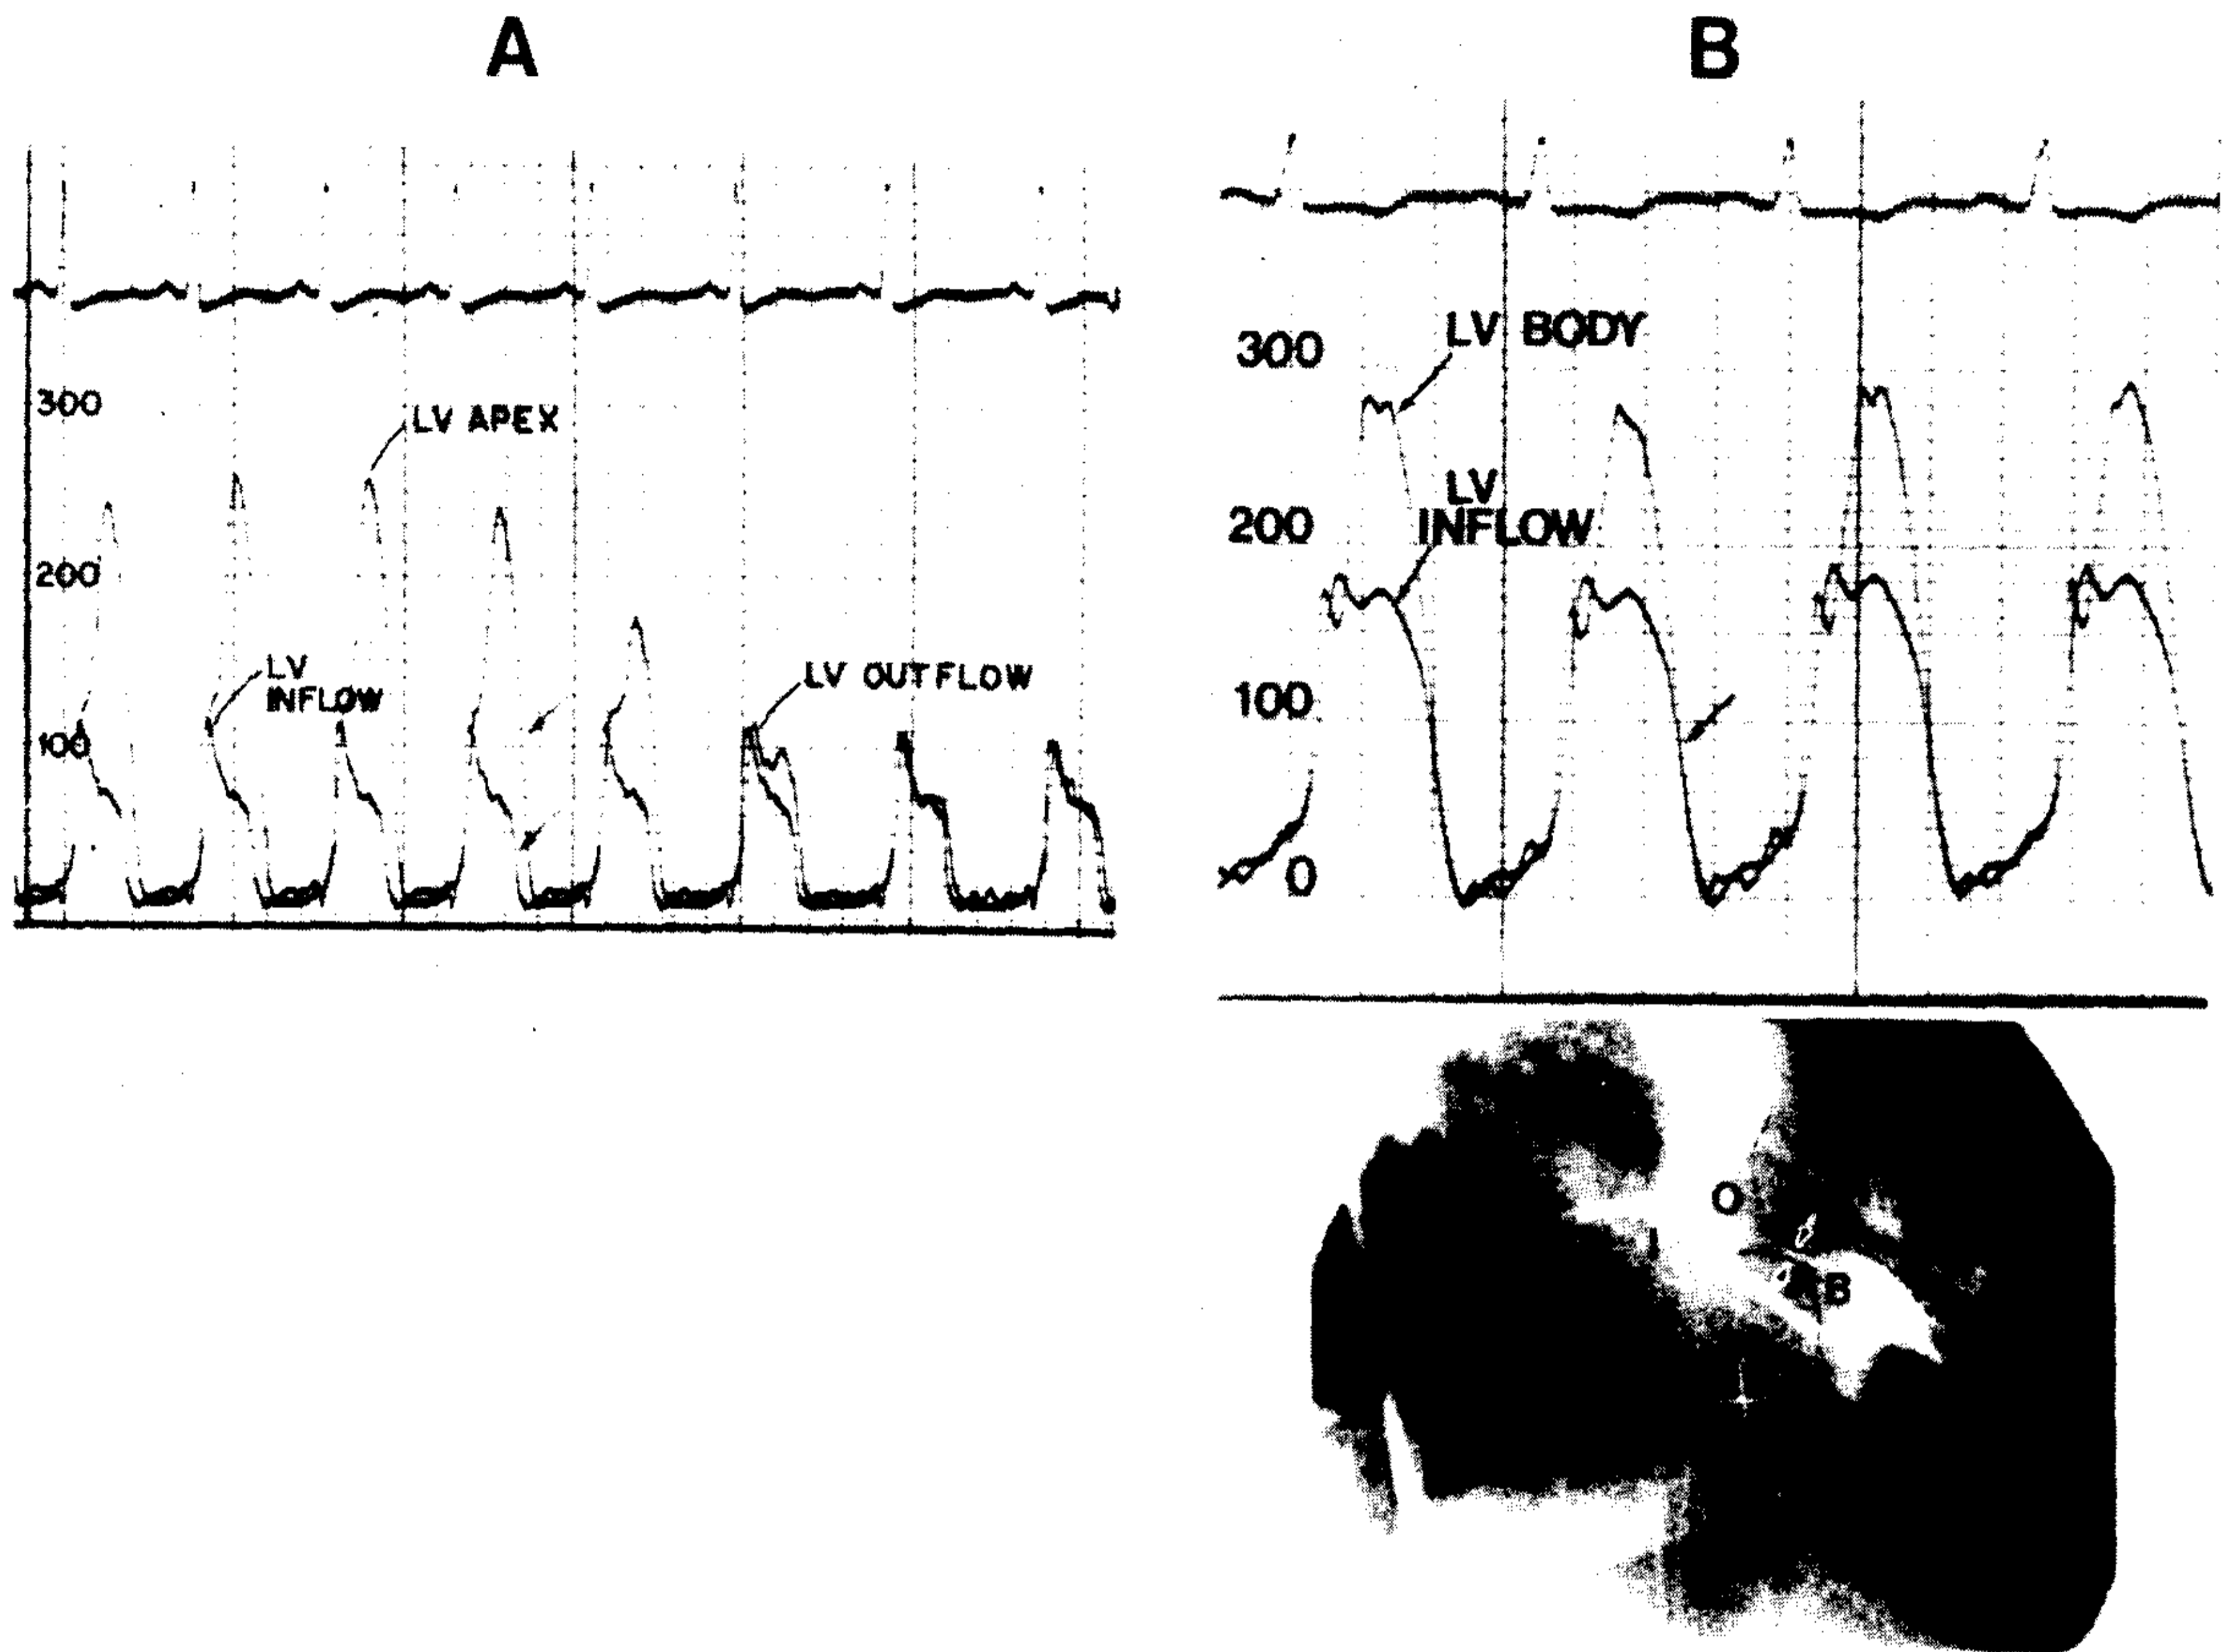 A
300
LV APEX
200
LV
INFLOW
LV OUTFLOW
100
B
300
LV BODY
LV
INFLOW
200
100
0
O
I
B